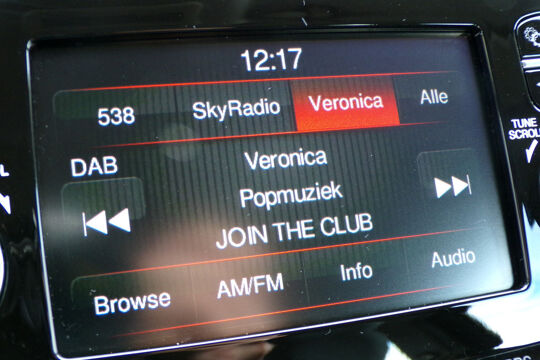 12:17
538 SkyRadio Veronica Alle
DAB
Veronica
Popmuziek
JOIN THE CLUB
Browse AM/FM Info Audio
TUNE
SCROLL